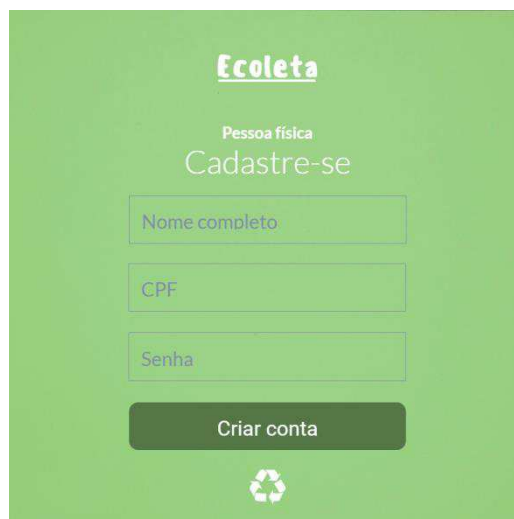 Ecoleta
Pessoa física
Cadastre-se
Nome completo
CPF
Senha
Criar conta